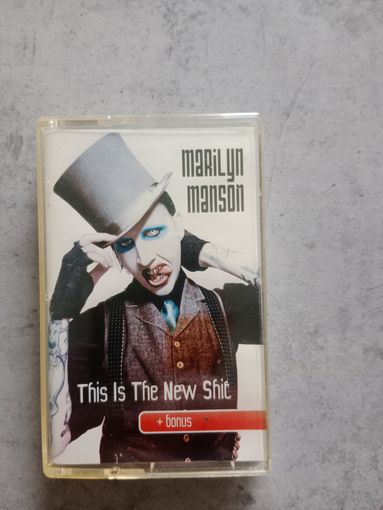 marilyn
manson
This Is The New Shit
+ bonus